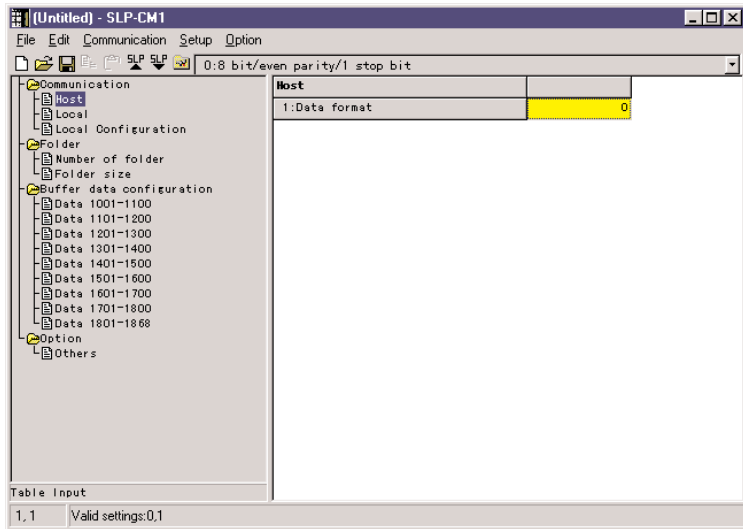 (Untitled) - SLP-CM1
File Edit Communication Setup Option
SLP SLP 0:8 bit/even parity/1 stop bit
Communication
Host
Local
Local Configuration
Folder
Number of folder
Folder size
Buffer data configuration
Data 1001-1100
Data 1101-1200
Data 1201-1300
Data 1301-1400
Data 1401-1500
Data 1501-1600
Data 1601-1700
Data 1701-1800
Data 1801-1868
Option
Others
Host
1:Data format 0
Table Input
1, 1 Valid settings:0,1